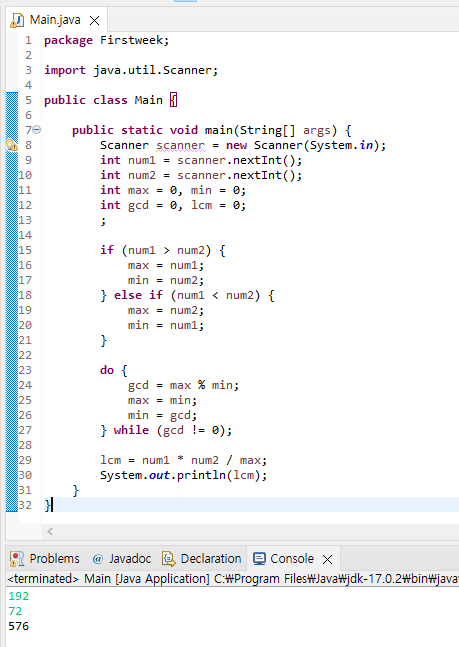 Main.java
1 package Firstweek;
2
3 import java.util.Scanner;
4
5 public class Main {
6
7     public static void main(String[] args) {
8         Scanner scanner = new Scanner(System.in);
9         int num1 = scanner.nextInt();
10         int num2 = scanner.nextInt();
11         int max = 0, min = 0;
12         int gcd = 0, lcm = 0;
13         ;
14
15         if (num1 > num2) {
16             max = num1;
17             min = num2;
18         } else if (num1 < num2) {
19             max = num2;
20             min = num1;
21         }
22
23         do {
24             gcd = max % min;
25             max = min;
26             min = gcd;
27         } while (gcd != 0);
28
29         lcm = num1 * num2 / max;
30         System.out.println(lcm);
31     }
32 }
Problems @ Javadoc Declaration Console
<terminated> Main [Java Application] C:₩Program Files₩Java₩jdk-17.0.2₩bin₩java
192
72
576